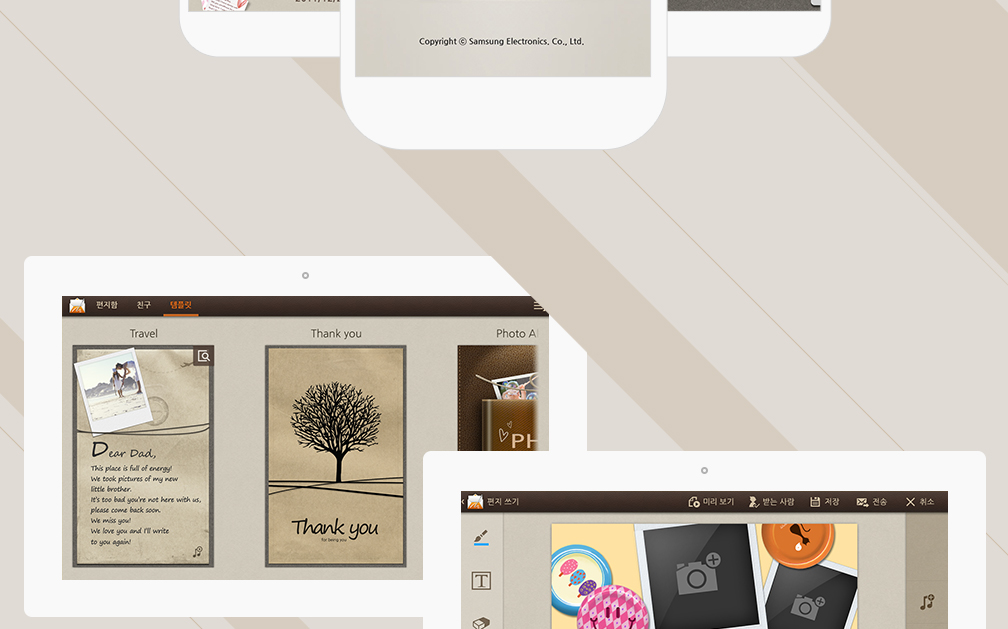 Copyright ⓒ Samsung Electronics. Co., Ltd.
편지함 친구 템플릿
Travel
Thank you
Dear Dad,
This place is full of energy!
We took pictures of my new
little brother.
It's too bad you're not here with us,
please come back soon.
We miss you!
We love you and I'll write
to you again!
Thank you
for being you
Photo A
PH
편지 쓰기
미리 보기 받는 사람 저장 전송 취소
T